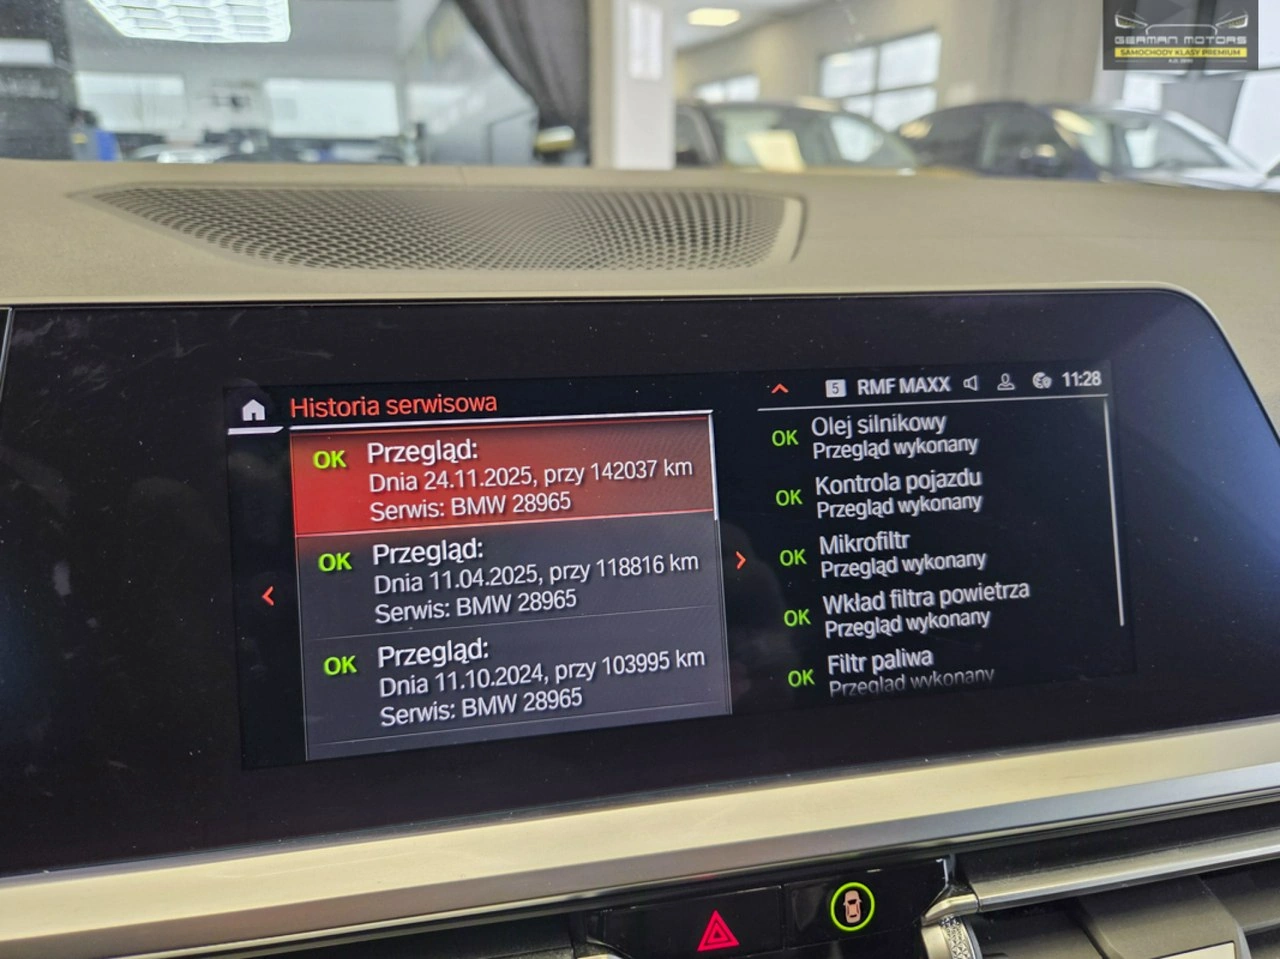 GERMAN MOTORS
SAMOCHODY KLASY PREMIUM
Historia serwisowa
OK Przegląd:
Dnia 24.11.2025, przy 142037 km
Serwis: BMW 28965
OK Przegląd:
Dnia 11.04.2025, przy 118816 km
Serwis: BMW 28965
OK Przegląd:
Dnia 11.10.2024, przy 103995 km
Serwis: BMW 28965
5 RMF MAXX 11:28
OK Olej silnikowy
Przegląd wykonany
OK Kontrola pojazdu
Przegląd wykonany
OK Mikrofiltr
Przegląd wykonany
OK Wkład filtra powietrza
Przegląd wykonany
OK Filtr paliwa
Przegląd wykonany